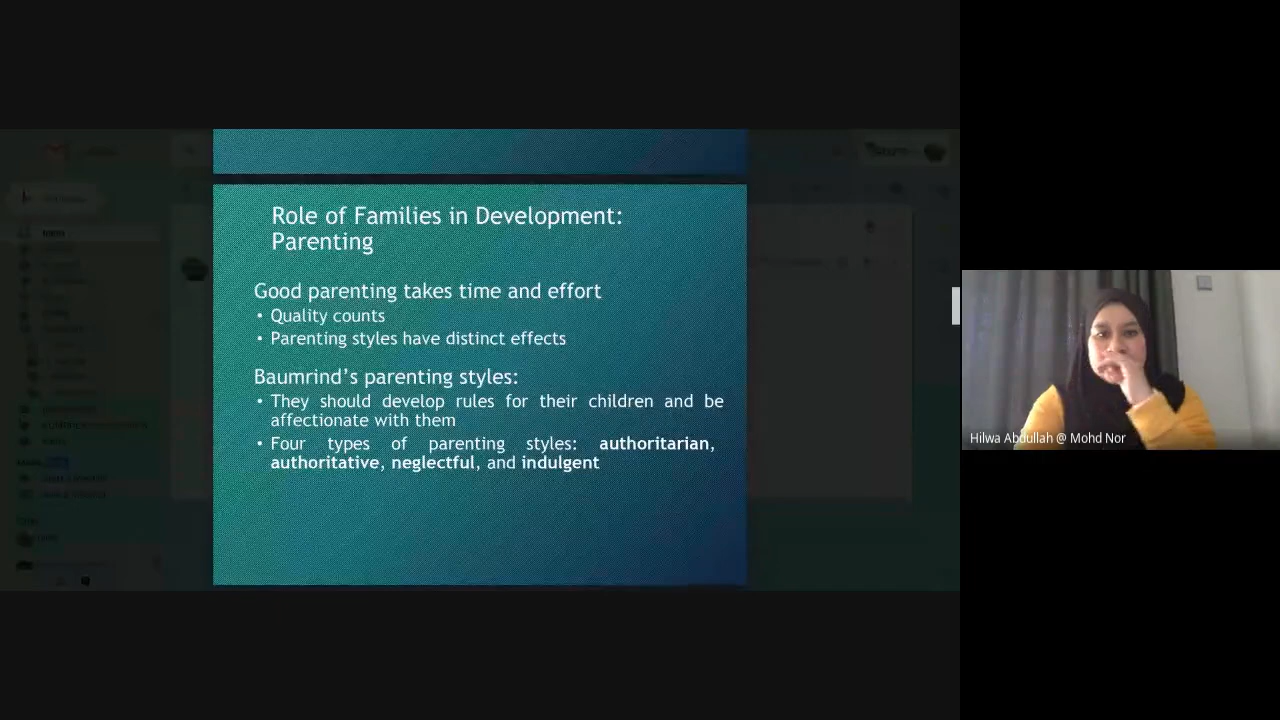 Role of Families in Development:
Parenting
Good parenting takes time and effort
• Quality counts
• Parenting styles have distinct effects
Baumrind’s parenting styles:
• They should develop rules for their children and be
affectionate with them
• Four types of parenting styles: authoritarian,
authoritative, neglectful, and indulgent
Hilwa Abdullah @ Mohd Nor